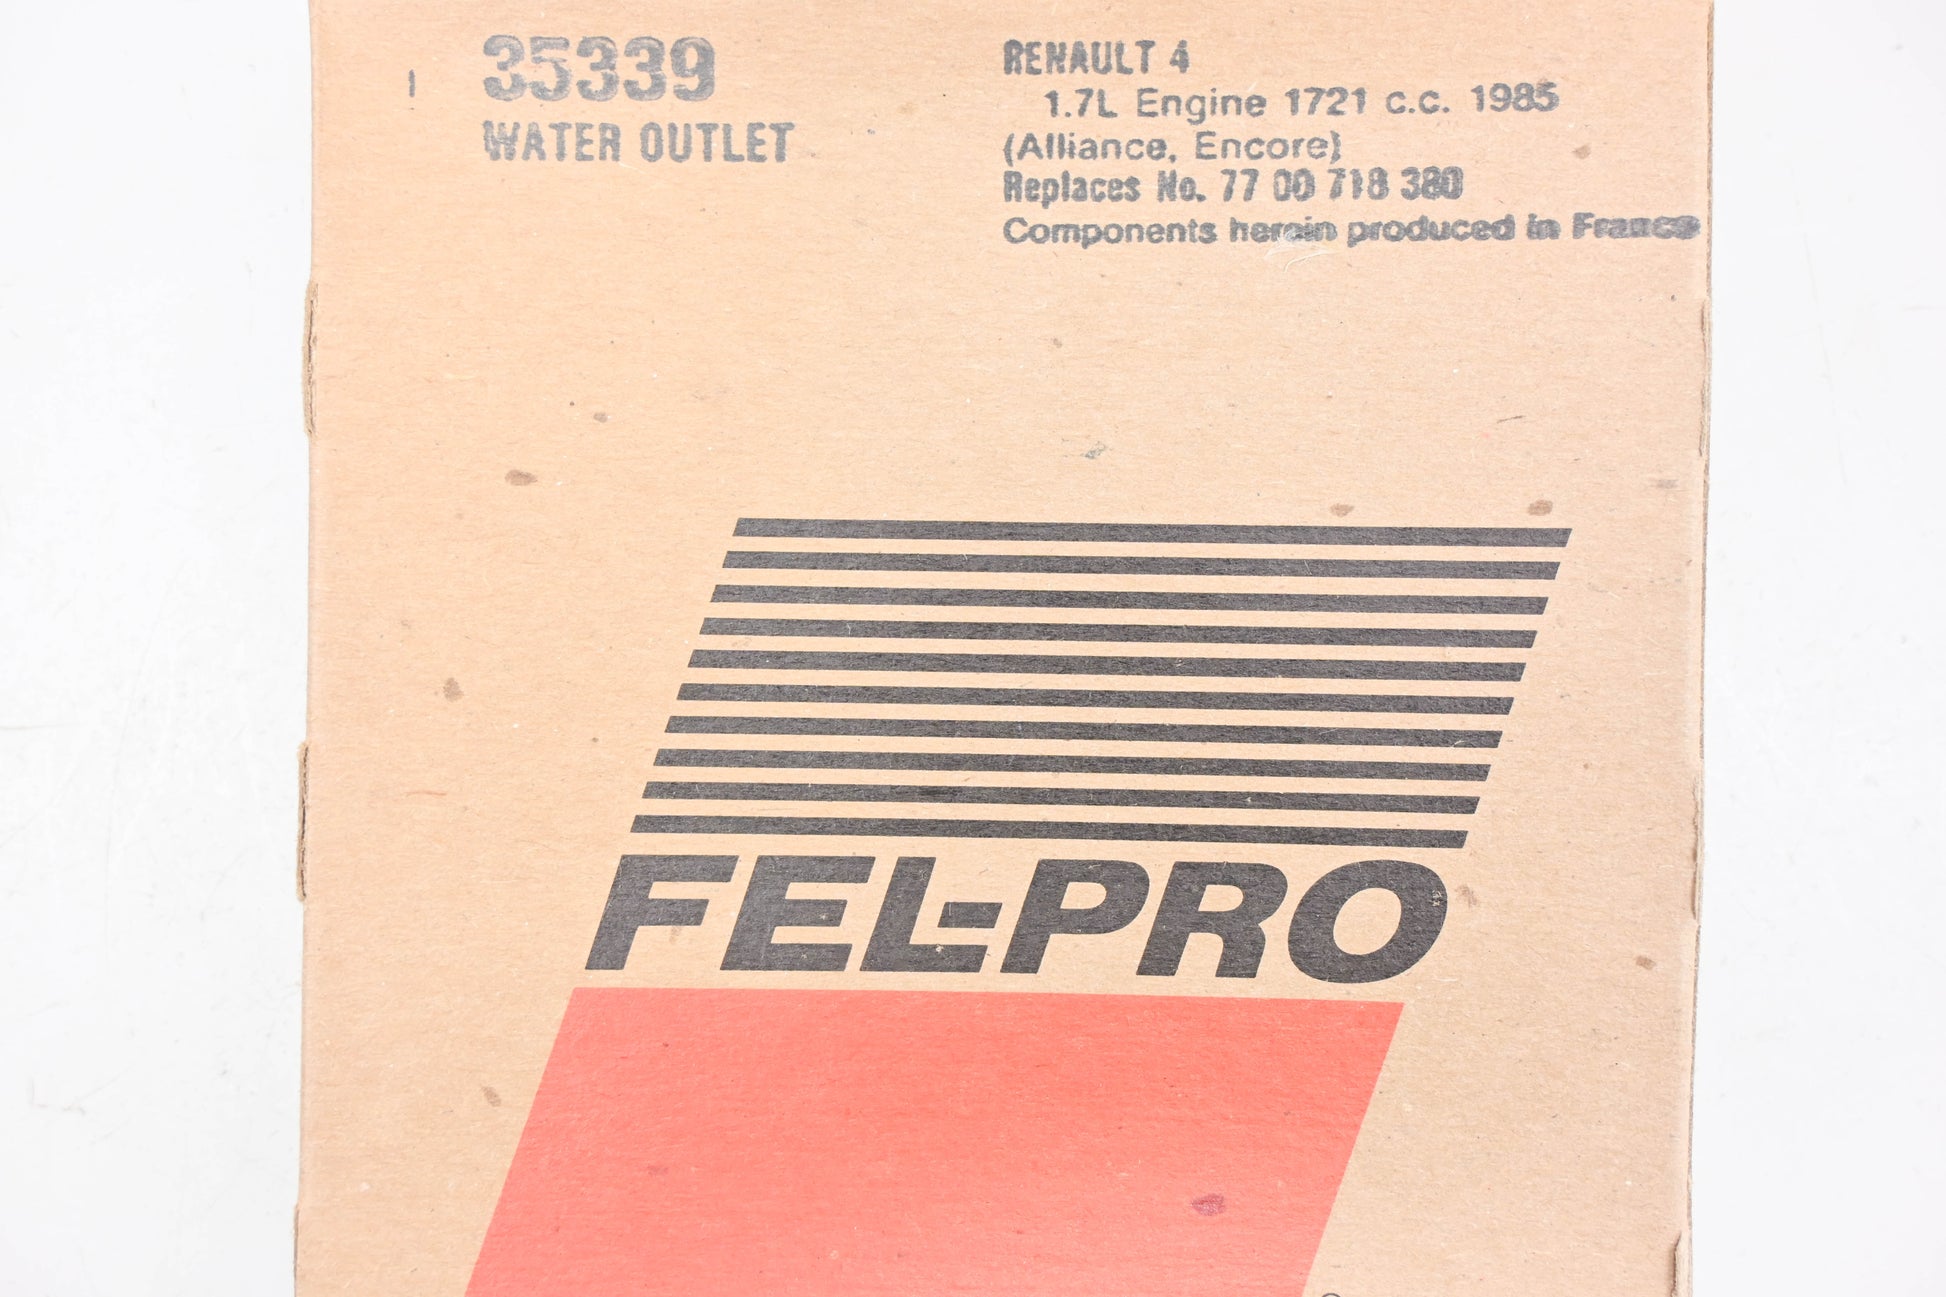 35339
WATER OUTLET
RENAULT 4
1.7L Engine 1721 c.c. 1985
(Alliance, Encore)
Replaces No. 77 00 718 380
Components herein produced in France
FEL-PRO